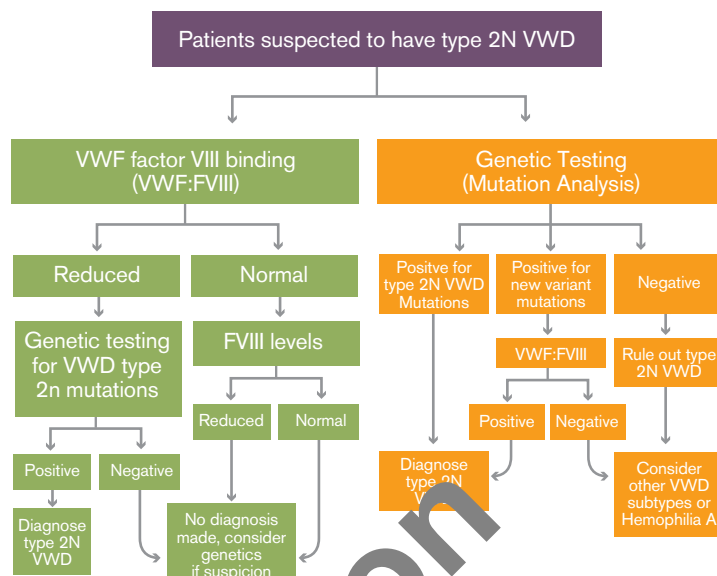 Patients suspected to have type 2N VWD
VWF factor VIII binding
(VWF:FVIII)
Genetic Testing
(Mutation Analysis)
Reduced
Normal
Positve for
type 2N VWD
Mutations
Positive for
new variant
mutations
Negative
Genetic testing
for VWD type
2n mutations
FVIII levels
VWF:FVIII
Rule out type
2N VWD
Reduced
Normal
Positive
Negative
Positive
Negative
Diagnose
type 2N
Consider
other VWD
subtypes or
Hemophilia A
Diagnose
type 2N
VWD
No diagnosis
made, consider
genetics
if suspicion
on